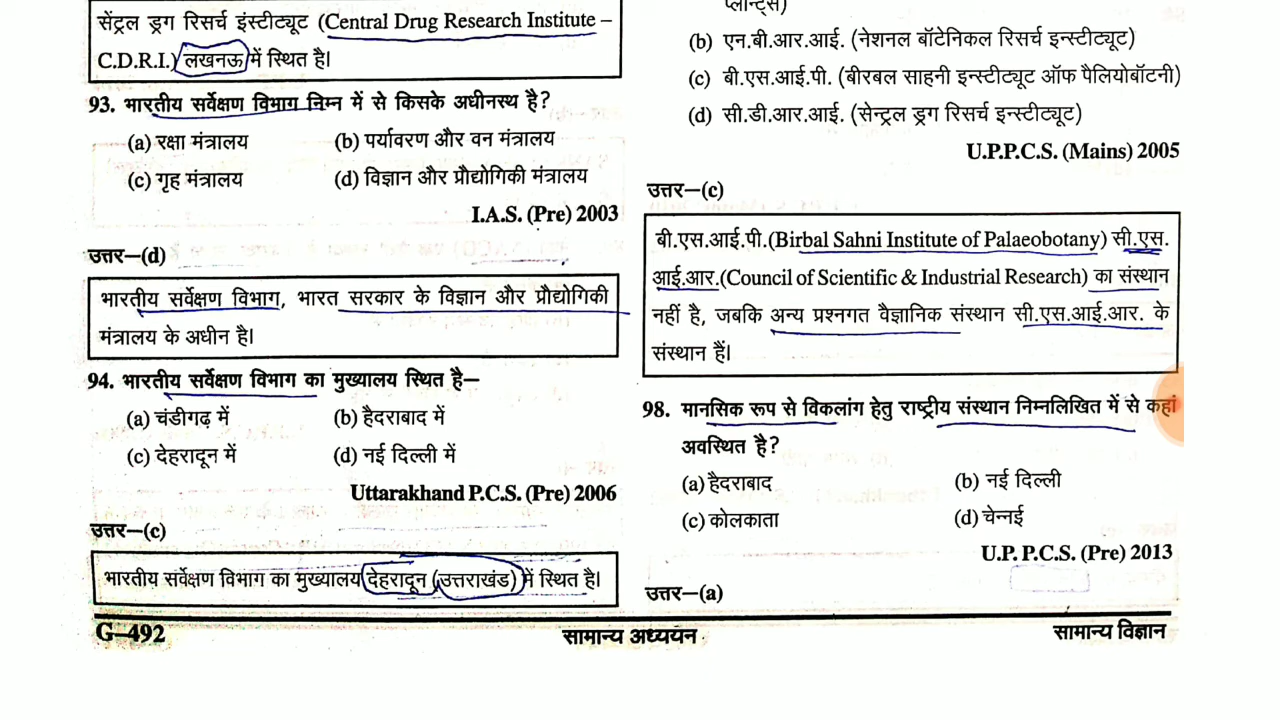 सेंट्रल ड्रग रिसर्च इंस्टीट्यूट (Central Drug Research Institute –
C.D.R.I.) लखनऊ में स्थित है।
93. भारतीय सर्वेक्षण विभाग निम्न में से किसके अधीनस्थ है?
(a) रक्षा मंत्रालय (b) पर्यावरण और वन मंत्रालय
(c) गृह मंत्रालय (d) विज्ञान और प्रौद्योगिकी मंत्रालय
I.A.S. (Pre) 2003
उत्तर—(d)
भारतीय सर्वेक्षण विभाग, भारत सरकार के विज्ञान और प्रौद्योगिकी
मंत्रालय के अधीन है।
94. भारतीय सर्वेक्षण विभाग का मुख्यालय स्थित है–
(a) चंडीगढ़ में (b) हैदराबाद में
(c) देहरादून में (d) नई दिल्ली में
Uttarakhand P.C.S. (Pre) 2006
उत्तर—(c)
भारतीय सर्वेक्षण विभाग का मुख्यालय देहरादून (उत्तराखंड) में स्थित है।
प्लान्ट्स)
(b) एन.बी.आर.आई. (नेशनल बॉटेनिकल रिसर्च इन्स्टीट्यूट)
(c) बी.एस.आई.पी. (बीरबल साहनी इन्स्टीट्यूट ऑफ पैलियोबॉटनी)
(d) सी.डी.आर.आई. (सेन्ट्रल ड्रग रिसर्च इन्स्टीट्यूट)
U.P.P.C.S. (Mains) 2005
उत्तर—(c)
बी.एस.आई.पी.(Birbal Sahni Institute of Palaeobotany) सी.एस.
आई.आर.(Council of Scientific & Industrial Research) का संस्थान
नहीं है, जबकि अन्य प्रश्नगत वैज्ञानिक संस्थान सी.एस.आई.आर. के
संस्थान हैं।
98. मानसिक रूप से विकलांग हेतु राष्ट्रीय संस्थान निम्नलिखित में से कहां
अवस्थित है?
(a) हैदराबाद (b) नई दिल्ली
(c) कोलकाता (d) चेन्नई
U.P. P.C.S. (Pre) 2013
उत्तर—(a)
G–492 सामान्य अध्ययन सामान्य विज्ञान